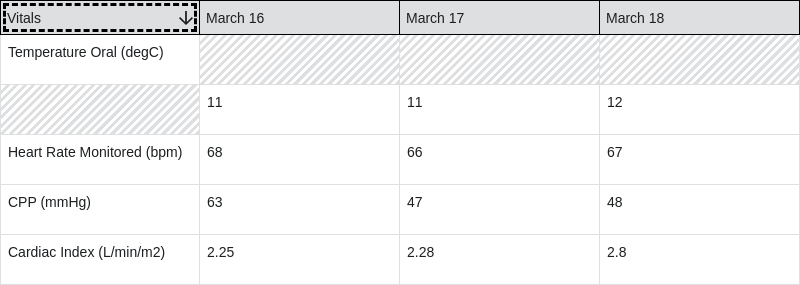 Vitals March 16 March 17 March 18
Temperature Oral (degC)
11 11 12
Heart Rate Monitored (bpm) 68 66 67
CPP (mmHg) 63 47 48
Cardiac Index (L/min/m2) 2.25 2.28 2.8